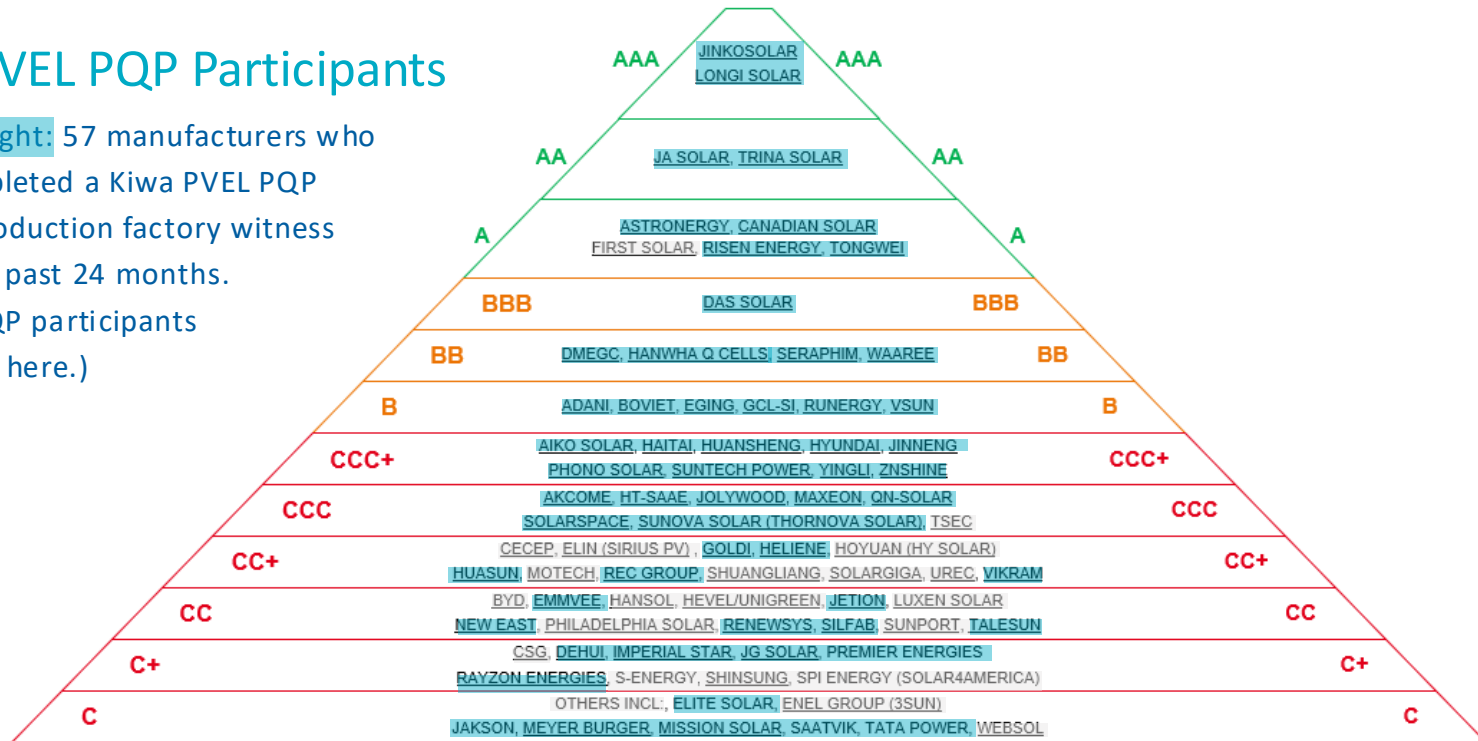 VEL PQP Participants
ght: 57 manufacturers who
pleted a Kiwa PVEL PQP
oduction factory witness
past 24 months.
QP participants
here.)
AAA JINKOSOLAR AAA
LONGI SOLAR
AA JA SOLAR, TRINA SOLAR AA
A ASTRONERGY, CANADIAN SOLAR A
FIRST SOLAR, RISEN ENERGY, TONGWEI
BBB DAS SOLAR BBB
BB DMEGC, HANWHA Q CELLS, SERAPHIM, WAAREE BB
B ADANI, BOVIET, EGING, GCL-SI, RUNERGY, VSUN B
CCC+ AIKO SOLAR, HAITAI, HUANSHENG, HYUNDAI, JINNENG CCC+
PHONO SOLAR, SUNTECH POWER, YINGLI, ZNSHINE
CCC AKCOME, HT-SAAE, JOLYWOOD, MAXEON, QN-SOLAR CCC
SOLARSPACE, SUNOVA SOLAR (THORNOVA SOLAR), TSEC
CC+ CECEP, ELIN (SIRIUS PV) , GOLDI, HELIENE, HOYUAN (HY SOLAR) CC+
HUASUN, MOTECH, REC GROUP, SHUANGLIANG, SOLARGIGA, UREC, VIKRAM
CC BYD, EMMVEE, HANSOL, HEVEL/UNIGREEN, JETION, LUXEN SOLAR CC
NEW EAST, PHILADELPHIA SOLAR, RENEWSYS, SILFAB, SUNPORT, TALESUN
C+ CSG, DEHUI, IMPERIAL STAR, JG SOLAR, PREMIER ENERGIES C+
RAYZON ENERGIES, S-ENERGY, SHINSUNG, SPI ENERGY (SOLAR4AMERICA)
C OTHERS INCL:, ELITE SOLAR, ENEL GROUP (3SUN) C
JAKSON, MEYER BURGER, MISSION SOLAR, SAATVIK, TATA POWER, WEBSOL